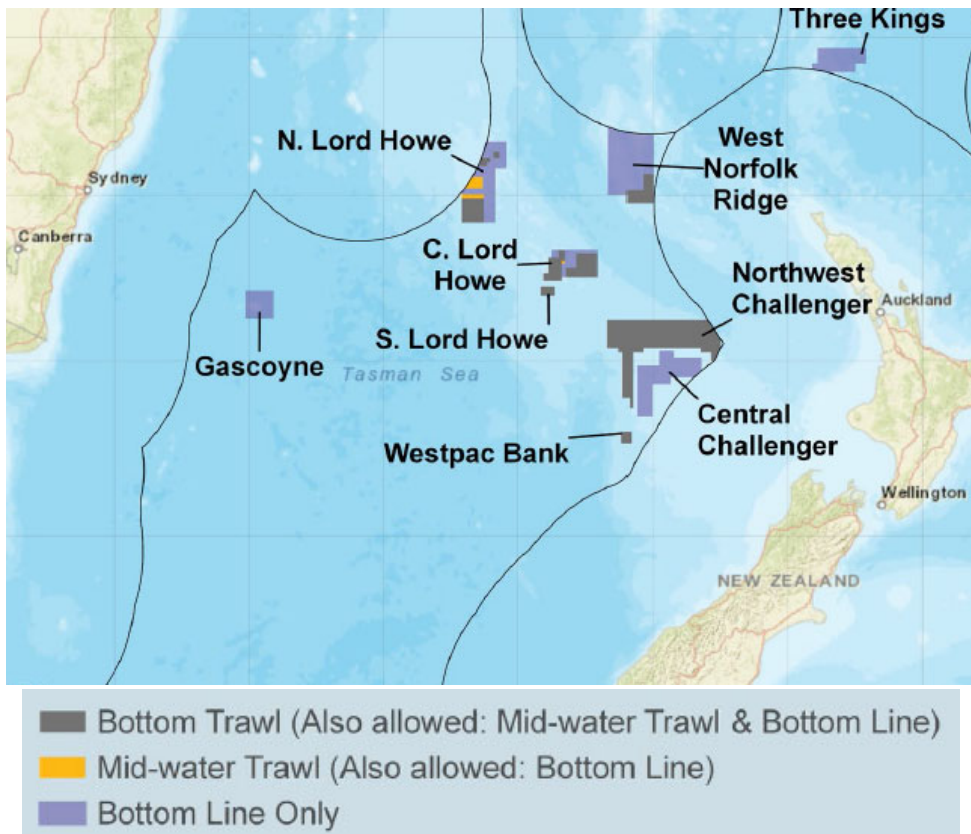 Three Kings
N. Lord Howe
West
Norfolk
Ridge
Sydney
Canberra
C. Lord
Howe
Northwest
Challenger
Auckland
S. Lord Howe
Gascoyne
Tasman Sea
Central
Challenger
Westpac Bank
Wellington
NEW ZEALAND
Bottom Trawl (Also allowed: Mid-water Trawl & Bottom Line)
Mid-water Trawl (Also allowed: Bottom Line)
Bottom Line Only